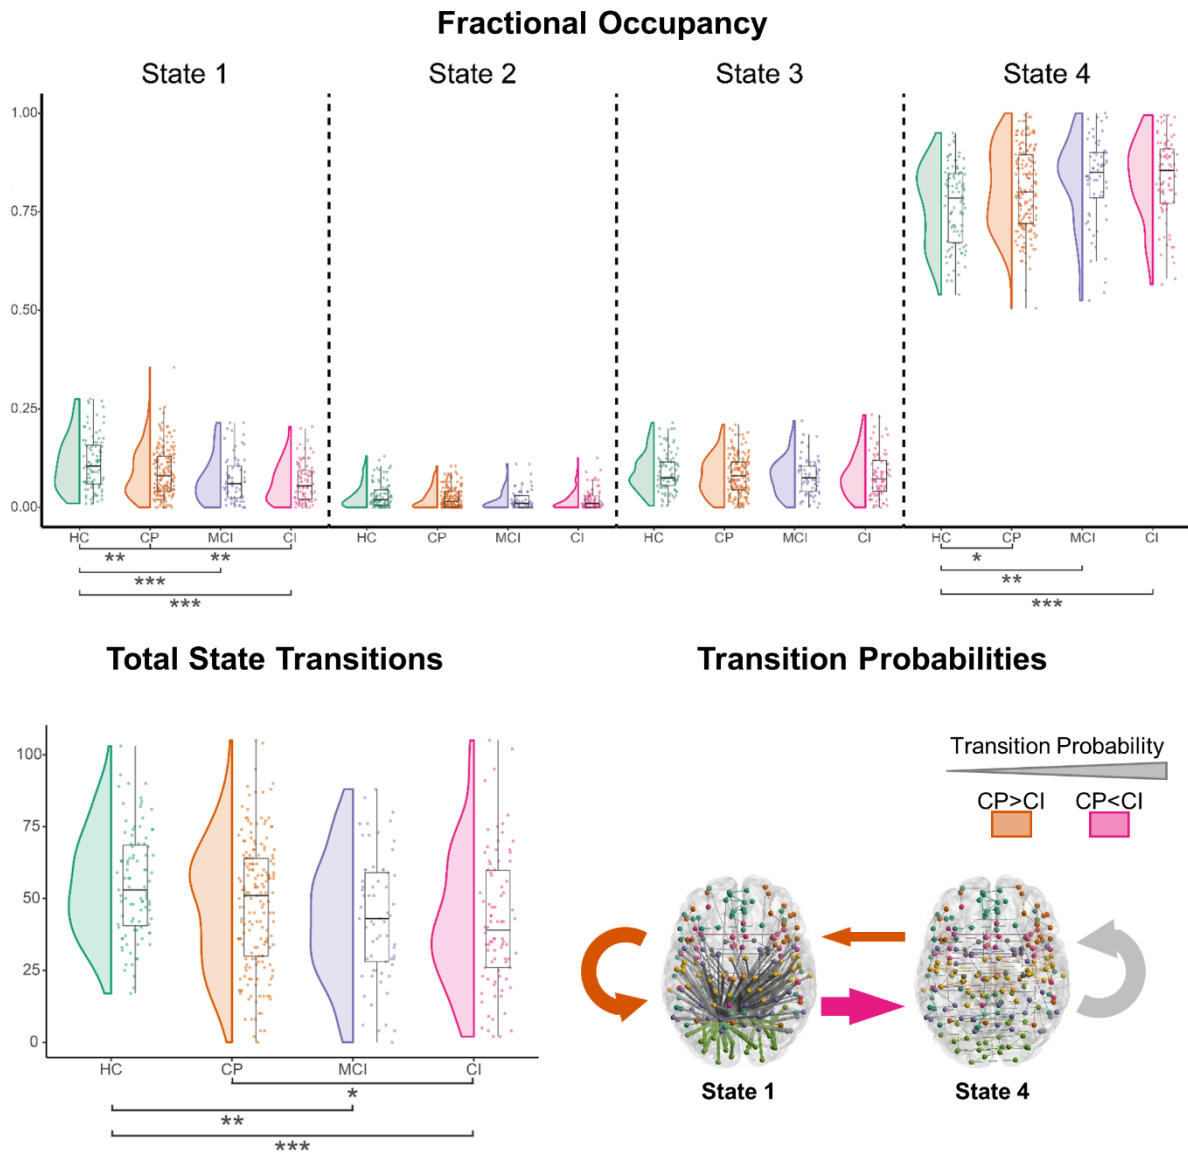 Fractional Occupancy
State 1 State 2 State 3 State 4
1.00
0.75
0.50
0.25
0.00
HC CP MCI CI HC CP MCI CI HC CP MCI CI HC CP MCI CI
** ** *
*** **
*** ***
Total State Transitions Transition Probabilities
100
75
50
25
0
HC CP MCI CI
*
**
***
Transition Probability
CP>CI CP<CI
State 1 State 4